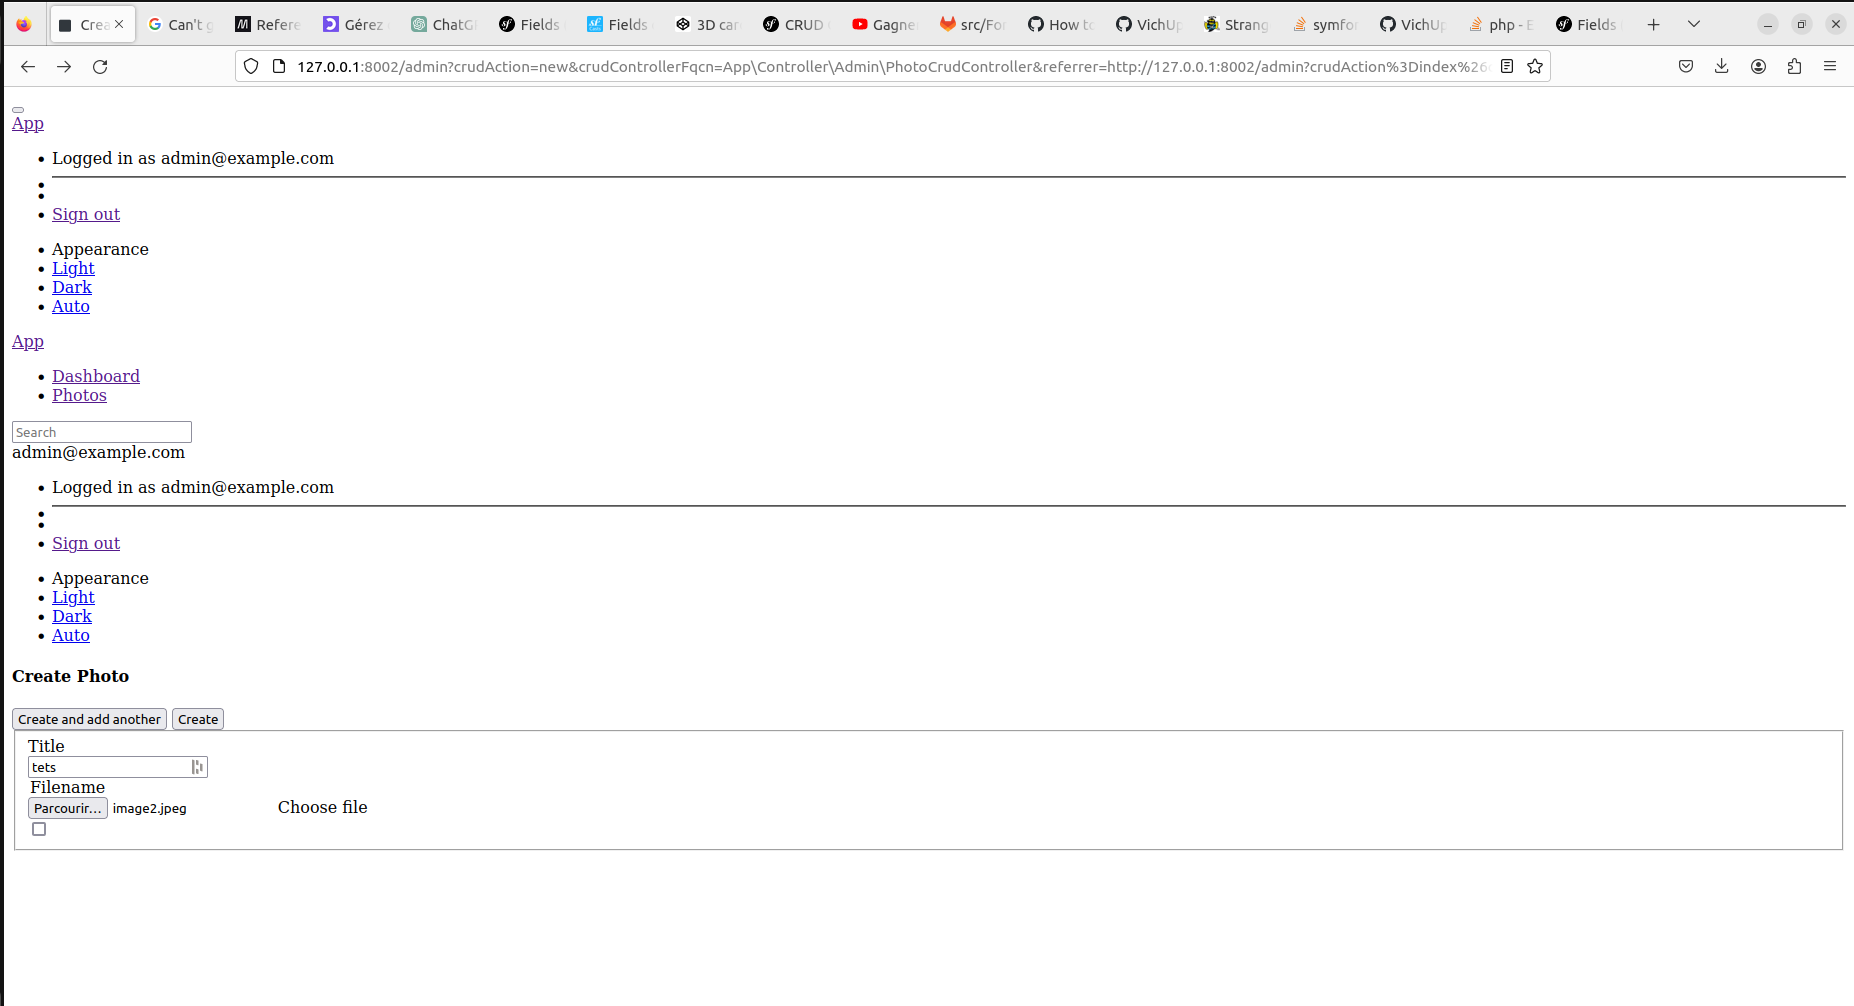 Crea
Can't g
Refere
Gérez
ChatG
Fields
Fields
3D car
CRUD
Gagne
src/For
How to
VichUp
Strang
symfor
VichUp
php - E
Fields
127.0.0.1:8002/admin?crudAction=new&crudControllerFqcn=App\Controller\Admin\PhotoCrudController&referrer=http://127.0.0.1:8002/admin?crudAction%3Dindex%26
App
Logged in as admin@example.com
Sign out
Appearance
Light
Dark
Auto
App
Dashboard
Photos
Search
admin@example.com
Logged in as admin@example.com
Sign out
Appearance
Light
Dark
Auto
Create Photo
Create and add another Create
Title
tets
Filename
Parcourir... image2.jpeg Choose file